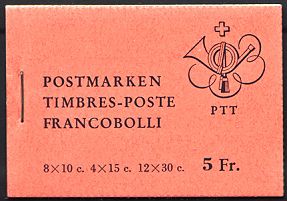 POSTMARKEN
TIMBRES-POSTE
FRANCOBOLLI
PTT
8×10 c. 4×15 c. 12×30 c. 5 Fr.